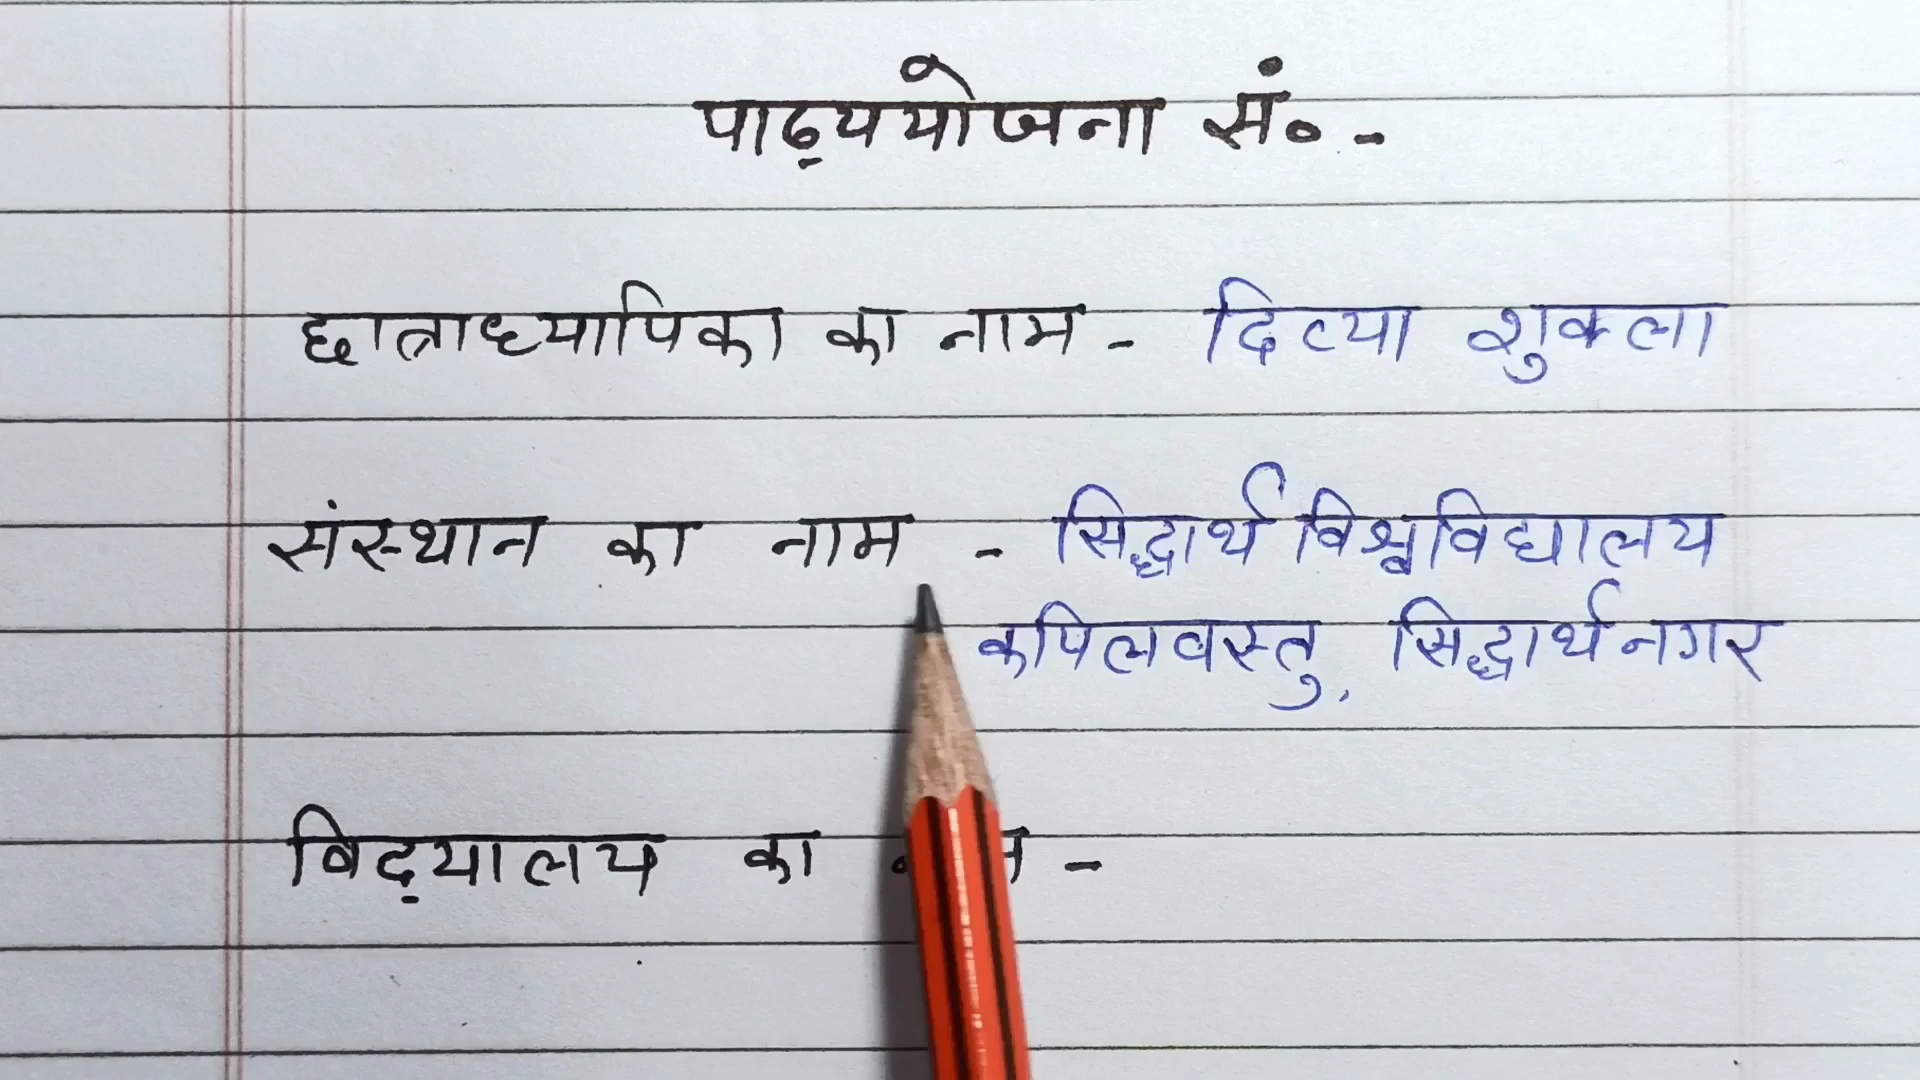 पाठ्ययोजना सं०-
छात्राध्यापिका का नाम - दिव्या शुक्ला
संस्थान का नाम - सिद्धार्थ विश्वविद्यालय
कपिलवस्तु, सिद्धार्थनगर
विद्यालय का -